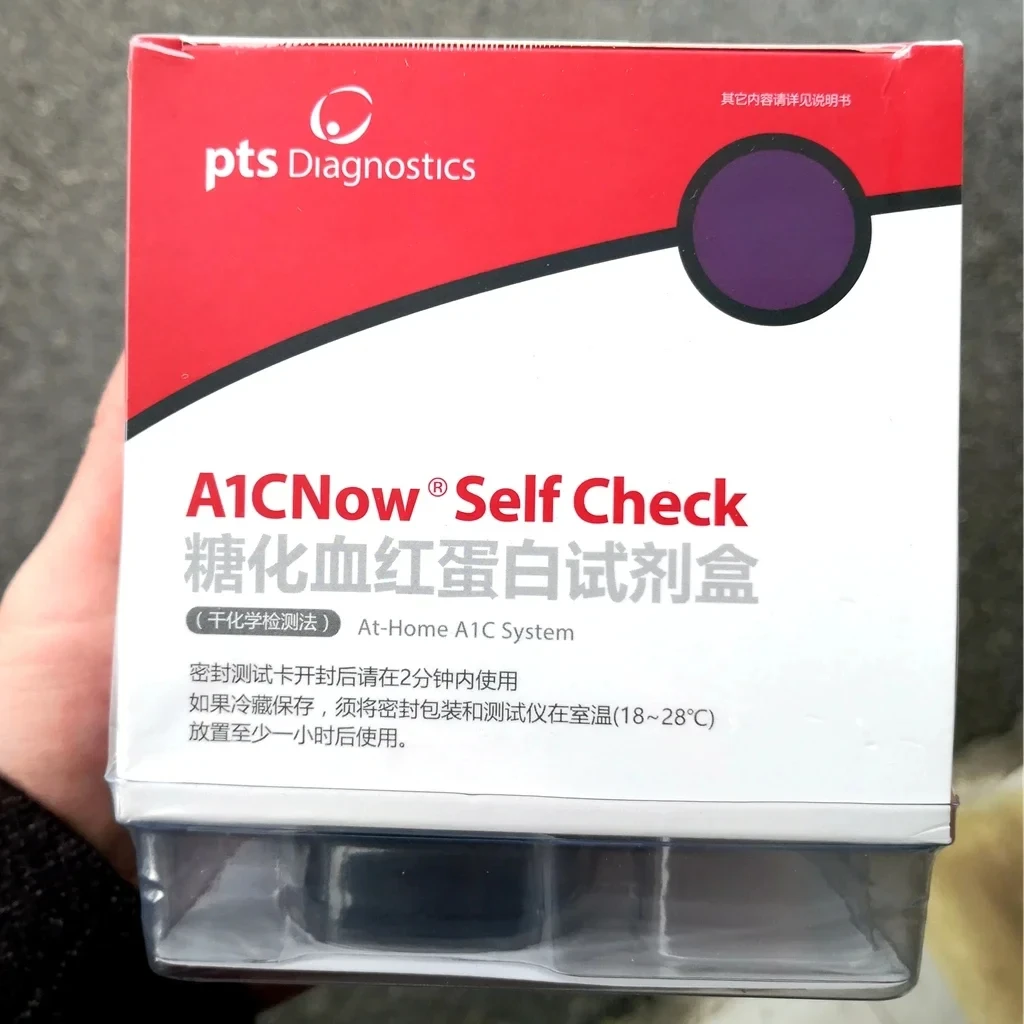 其它内容请详见说明书
pts Diagnostics
A1CNow® Self Check
糖化血红蛋白试剂盒
(干化学检测法) At-Home A1C System
密封测试卡开封后请在2分钟内使用
如果冷藏保存，须将密封包装和测试仪在室温(18~28℃)
放置至少一小时后使用。